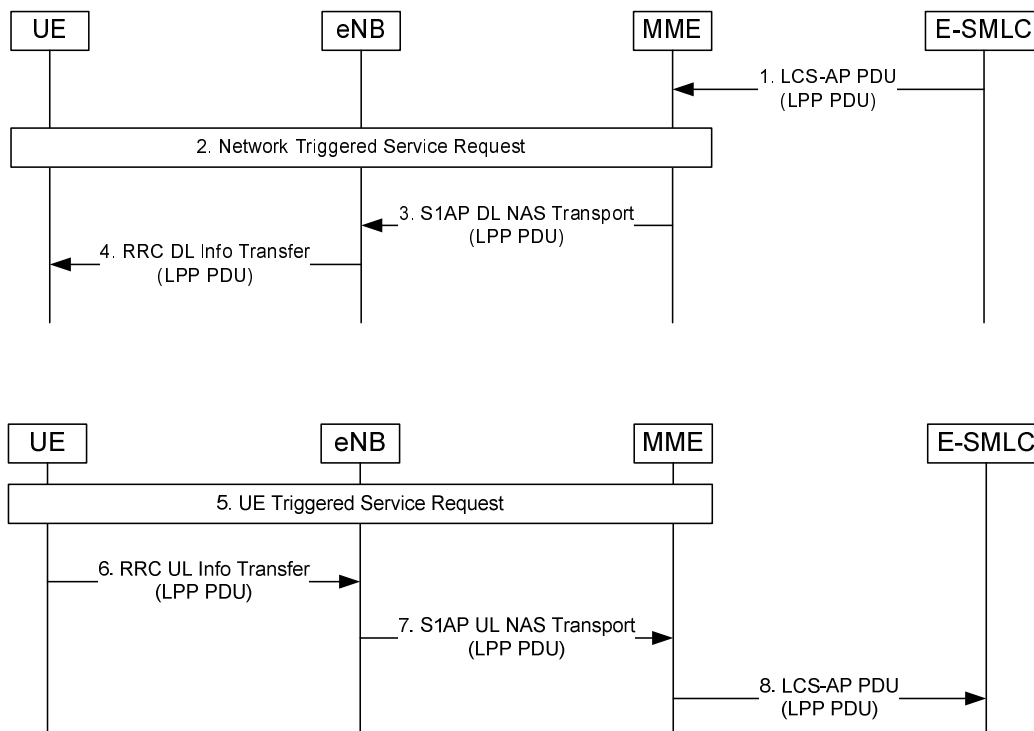 UE
eNB
MME
E-SMLC
1. LCS-AP PDU
(LPP PDU)
2. Network Triggered Service Request
3. S1AP DL NAS Transport
(LPP PDU)
4. RRC DL Info Transfer
(LPP PDU)
UE
eNB
MME
E-SMLC
5. UE Triggered Service Request
6. RRC UL Info Transfer
(LPP PDU)
7. S1AP UL NAS Transport
(LPP PDU)
8. LCS-AP PDU
(LPP PDU)